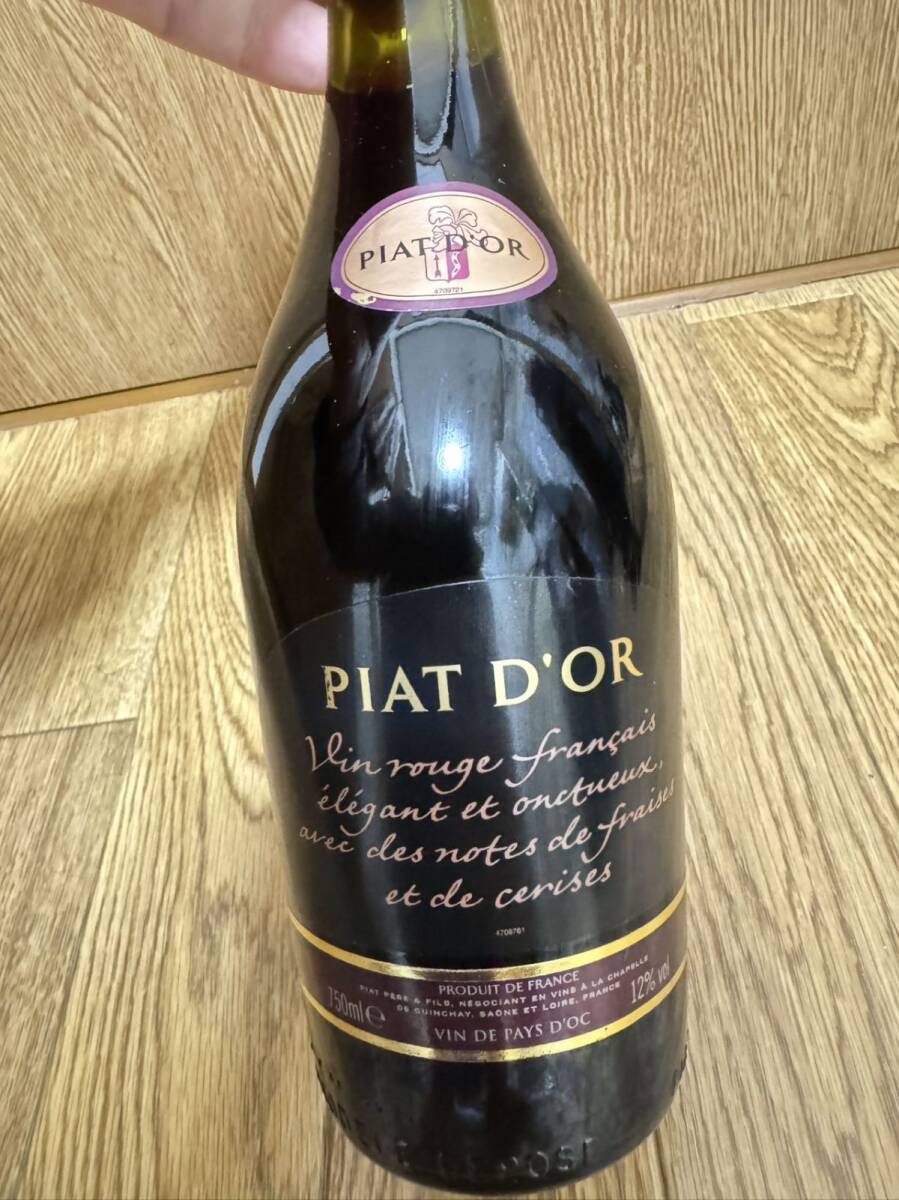 PIAT D'OR
4709721
PIAT D'OR
Vin rouge français
élégant et onctueux,
avec des notes de fraises
et de cerises
4708761
PRODUIT DE FRANCE
PIAT PÈRE & FILS, NÉGOCIANT EN VINS À LA CHAPELLE
DE GUINCHAY, SAÔNE ET LOIRE, FRANCE
750ml e
12% vol
VIN DE PAYS D'OC